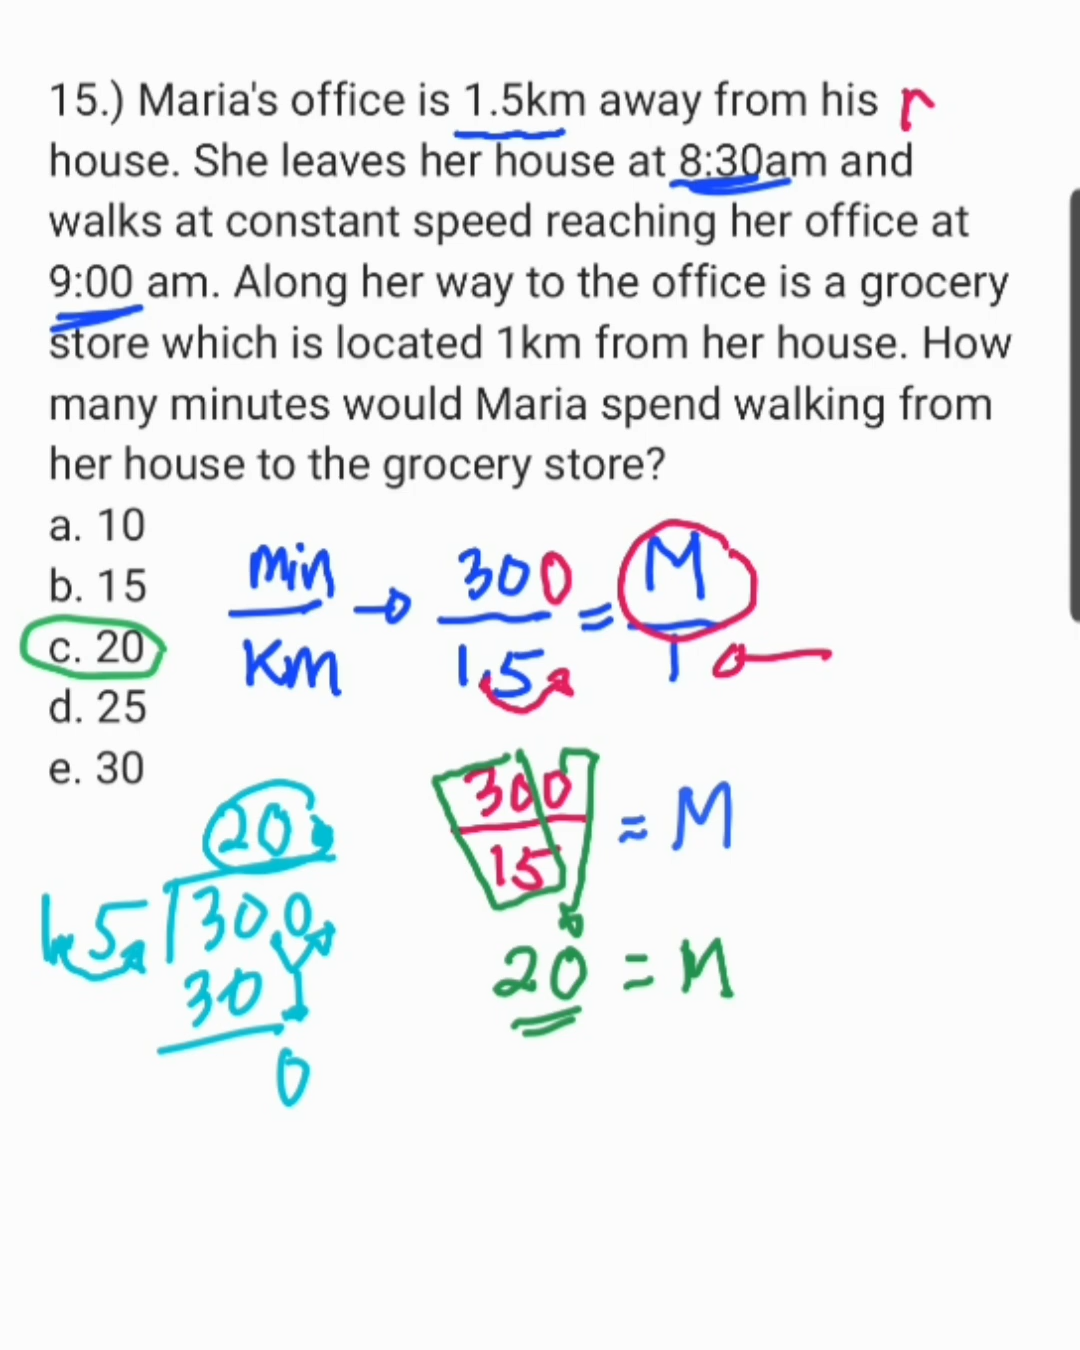 15.) Maria's office is 1.5km away from his r
house. She leaves her house at 8:30am and
walks at constant speed reaching her office at
9:00 am. Along her way to the office is a grocery
store which is located 1km from her house. How
many minutes would Maria spend walking from
her house to the grocery store?
a. 10
b. 15
c. 20
d. 25
e. 30
min/km → 300/1.5 = M/1
300/15 = M
20 = M
20.
1.5 300.0
30
0